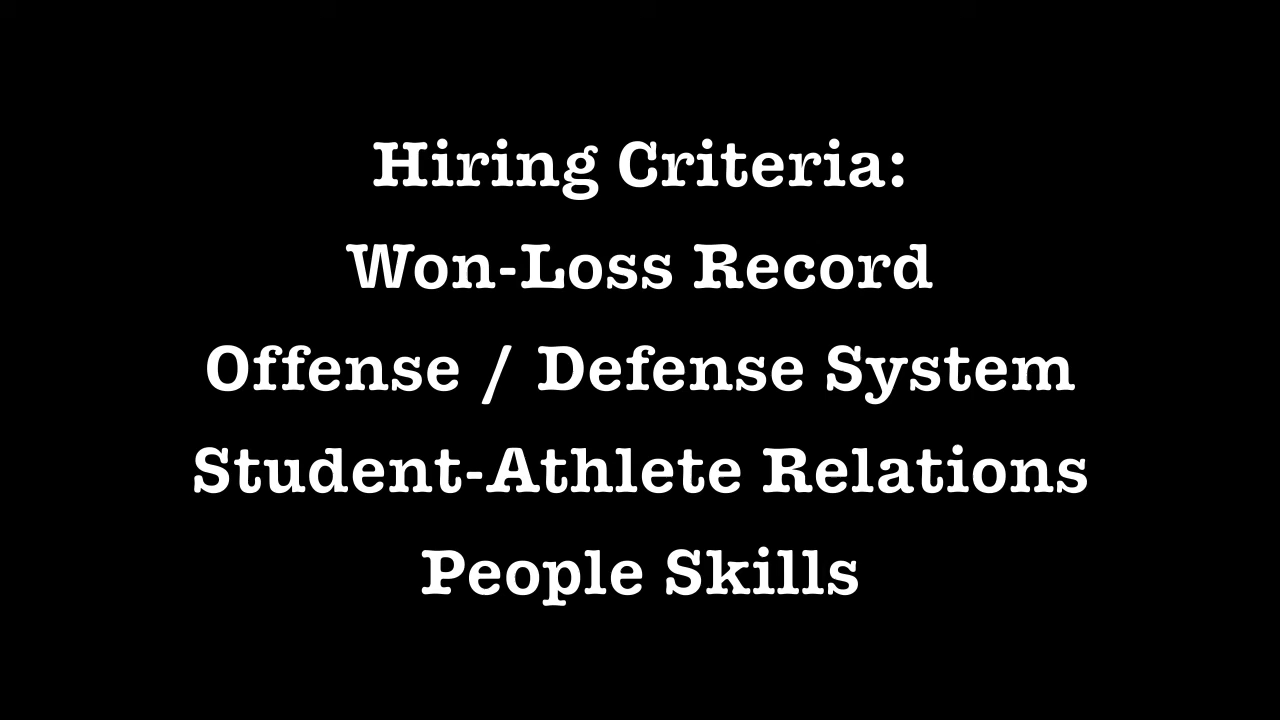 Hiring Criteria:
Won-Loss Record
Offense / Defense System
Student-Athlete Relations
People Skills